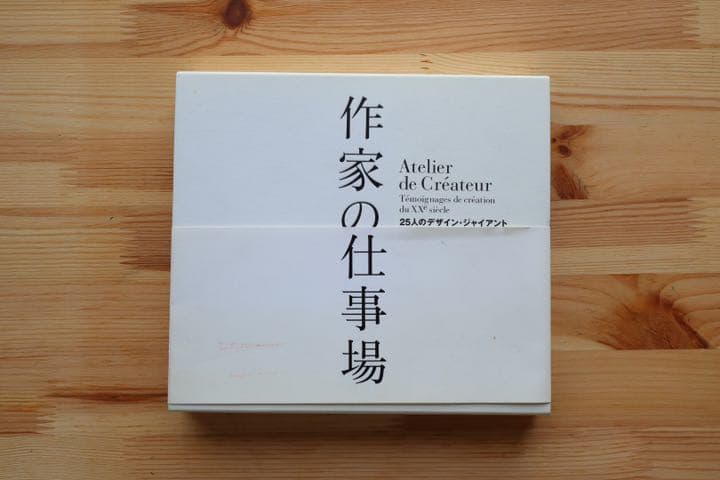 作家の仕事場
Atelier
de Créateur
Témoignages de création
du XXe siècle
25人のデザイン・ジャイアント